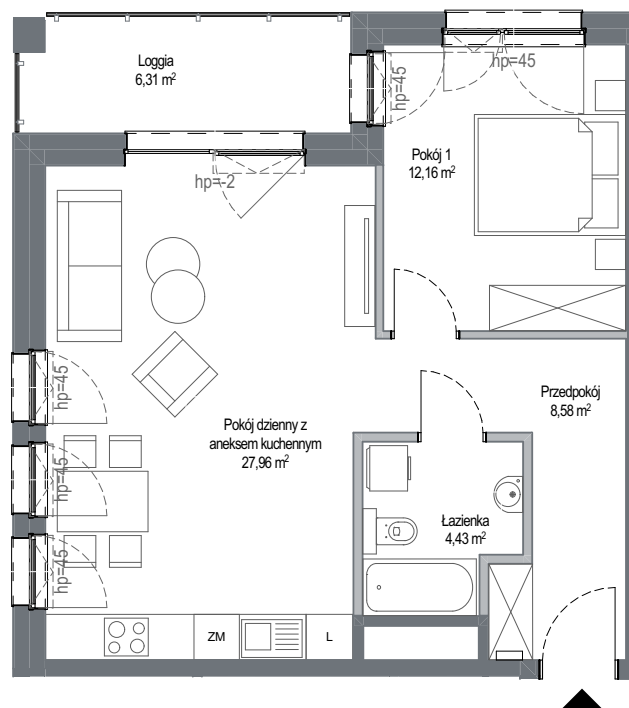 Loggia
6,31 m²
hp=45
hp=45
Pokój 1
12,16 m²
hp=-2
hp=45
Przedpokój
8,58 m²
Pokój dzienny z
aneksem kuchennym
27,96 m²
hp=45
Łazienka
4,43 m²
hp=45
ZM
L